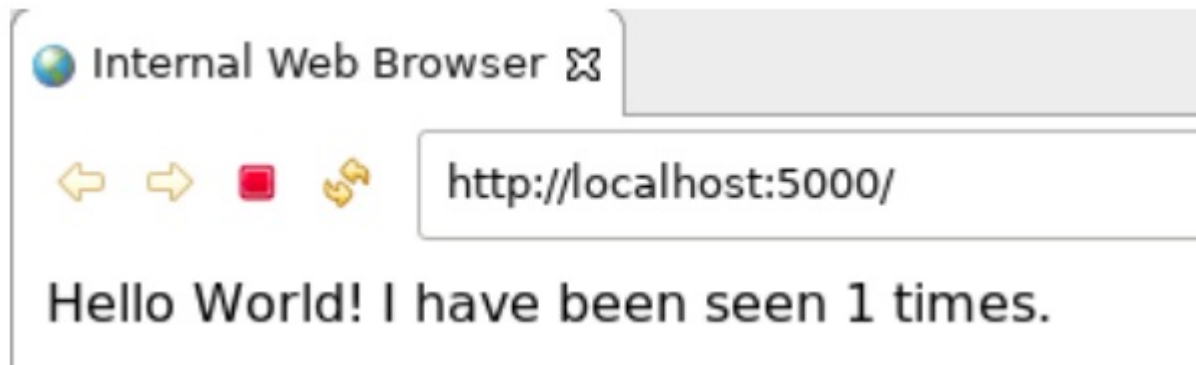 Internal Web Browser
http://localhost:5000/
Hello World! I have been seen 1 times.